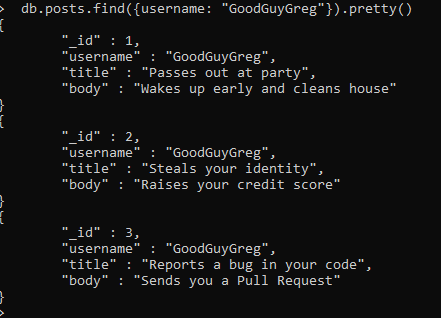 > db.posts.find({username: "GoodGuyGreg"}).pretty()
{
"_id" : 1,
"username" : "GoodGuyGreg",
"title" : "Passes out at party",
"body" : "Wakes up early and cleans house"
}
{
"_id" : 2,
"username" : "GoodGuyGreg",
"title" : "Steals your identity",
"body" : "Raises your credit score"
}
{
"_id" : 3,
"username" : "GoodGuyGreg",
"title" : "Reports a bug in your code",
"body" : "Sends you a Pull Request"
}
>